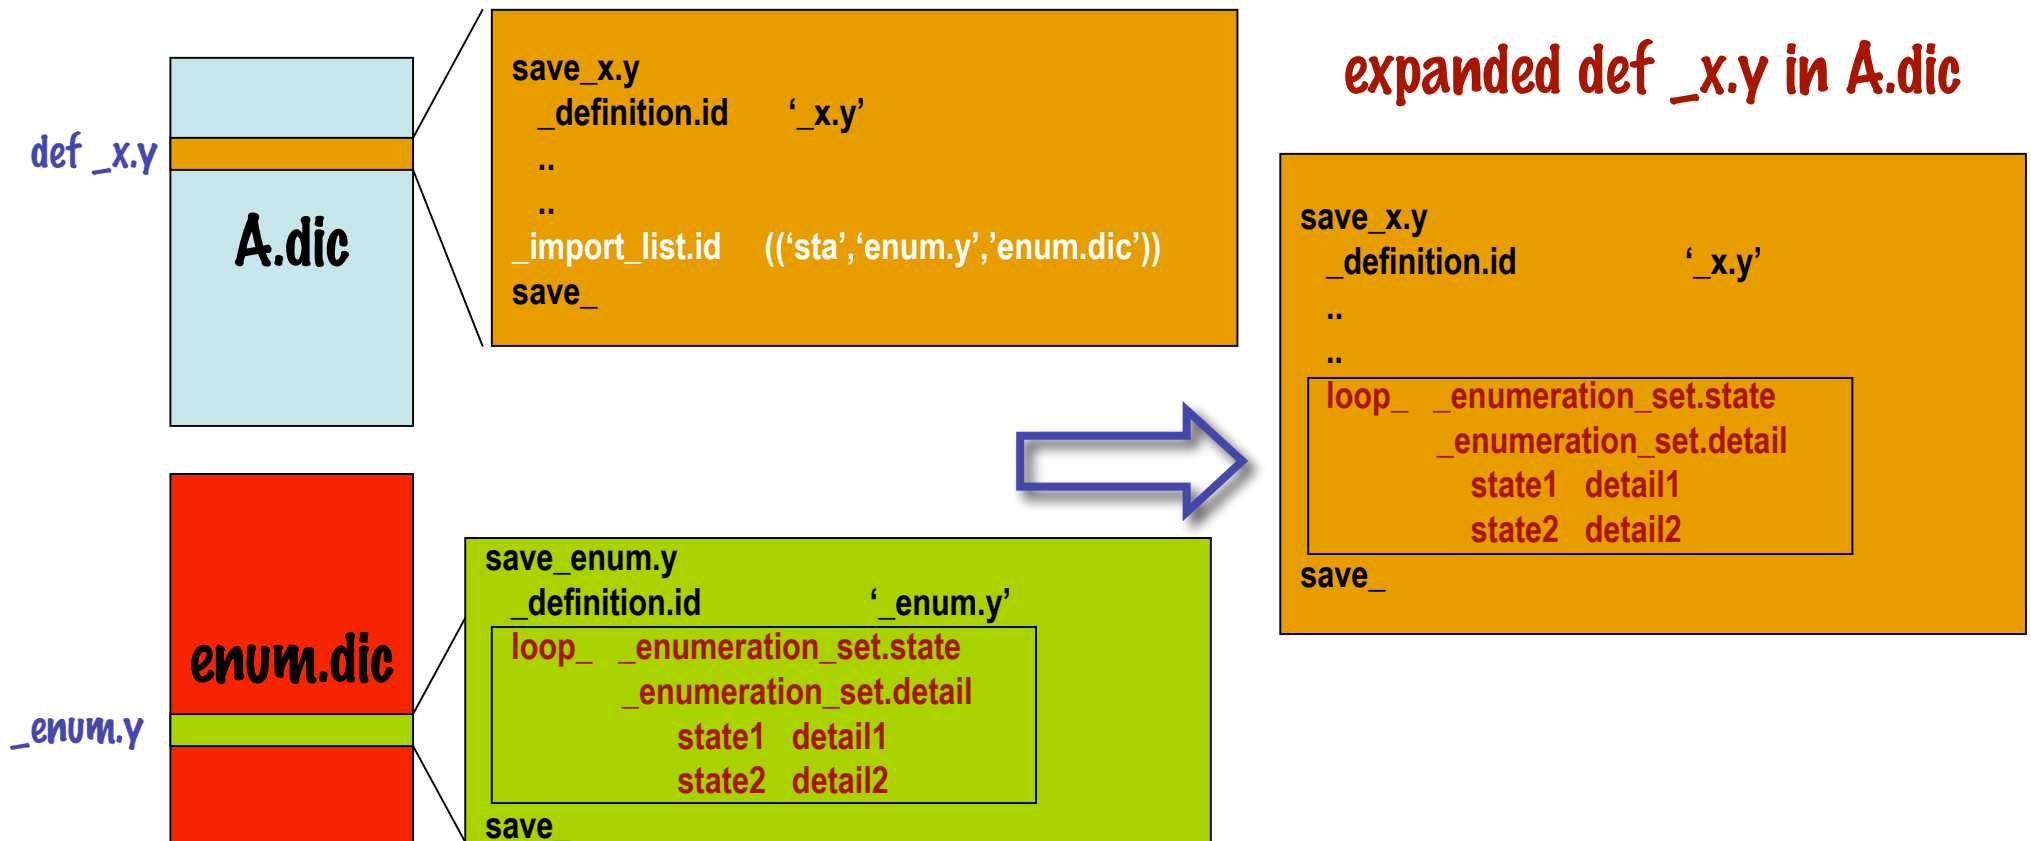 def _x.y
A.dic
save_x.y
_definition.id ‘_x.y’
..
..
_import_list.id ((‘sta’,‘enum.y’,’enum.dic’))
save_
enum.dic
_enum.y
save_enum.y
_definition.id ‘_enum.y’
loop_ _enumeration_set.state
_enumeration_set.detail
state1 detail1
state2 detail2
save
expanded def _x.y in A.dic
save_x.y
_definition.id ‘_x.y’
..
..
loop_ _enumeration_set.state
_enumeration_set.detail
state1 detail1
state2 detail2
save_